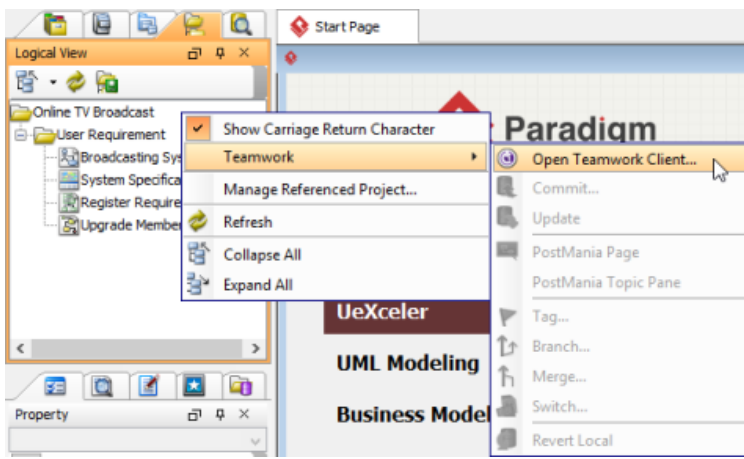 Start Page
Logical View
Online TV Broadcast
User Requirement
Broadcasting Sys
System Specifica
Register Require
Upgrade Member
Show Carriage Return Character
Teamwork
Manage Referenced Project...
Refresh
Collapse All
Expand All
Paradigm
Open Teamwork Client...
Commit...
Update
PostMania Page
PostMania Topic Pane
Tag...
Branch...
Merge...
Switch...
Revert Local
UeXceler
UML Modeling
Business Model
Property